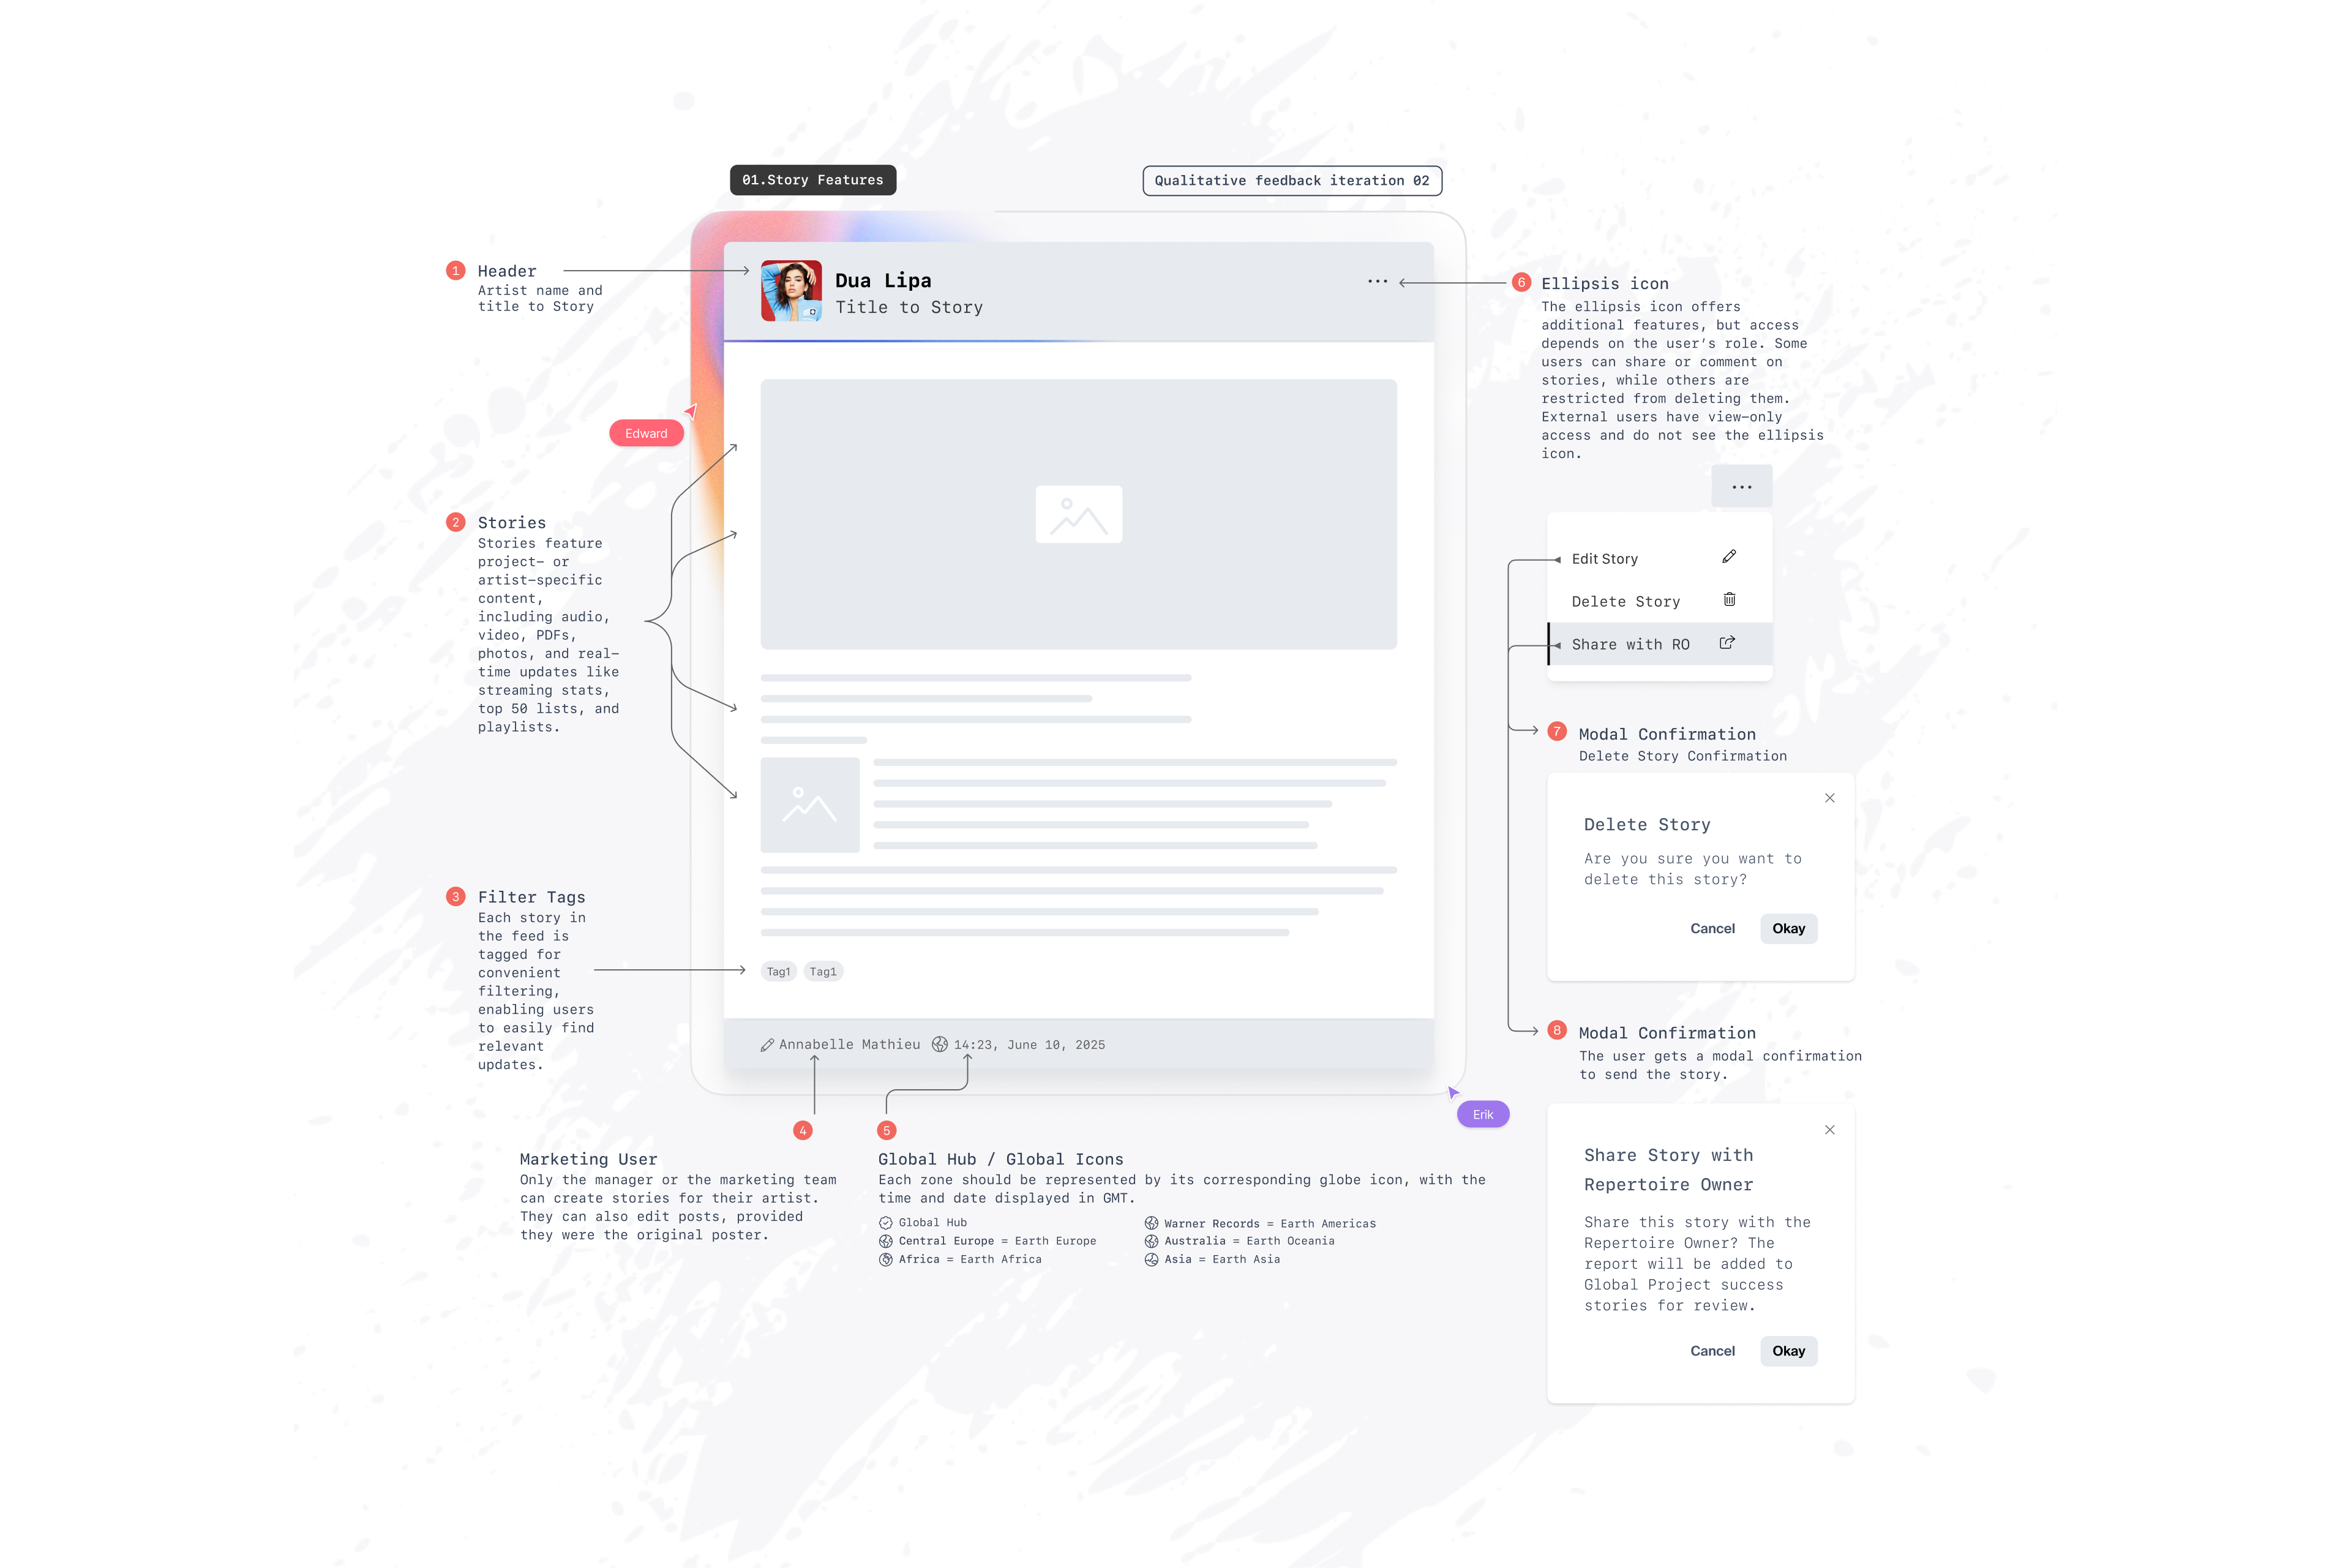 01.Story Features
Qualitative feedback iteration 02
1
Header
Artist name and
title to Story
Dua Lipa
Title to Story
Edward
2
Stories
Stories feature
project- or
artist-specific
content,
including audio,
video, PDFs,
photos, and real-
time updates like
streaming stats,
top 50 lists, and
playlists.
3
Filter Tags
Each story in
the feed is
tagged for
convenient
filtering,
enabling users
to easily find
relevant
updates.
Tag1 Tag1
Annabelle Mathieu 14:23, June 10, 2025
Erik
4
Marketing User
Only the manager or the marketing team
can create stories for their artist.
They can also edit posts, provided
they were the original poster.
5
Global Hub / Global Icons
Each zone should be represented by its corresponding globe icon, with the
time and date displayed in GMT.
Global Hub
Central Europe = Earth Europe
Africa = Earth Africa
Warner Records = Earth Americas
Australia = Earth Oceania
Asia = Earth Asia
6
Ellipsis icon
The ellipsis icon offers
additional features, but access
depends on the user’s role. Some
users can share or comment on
stories, while others are
restricted from deleting them.
External users have view-only
access and do not see the ellipsis
icon.
Edit Story
Delete Story
Share with RO
7
Modal Confirmation
Delete Story Confirmation
Delete Story
Are you sure you want to
delete this story?
Cancel Okay
8
Modal Confirmation
The user gets a modal confirmation
to send the story.
Share Story with
Repertoire Owner
Share this story with the
Repertoire Owner? The
report will be added to
Global Project success
stories for review.
Cancel Okay